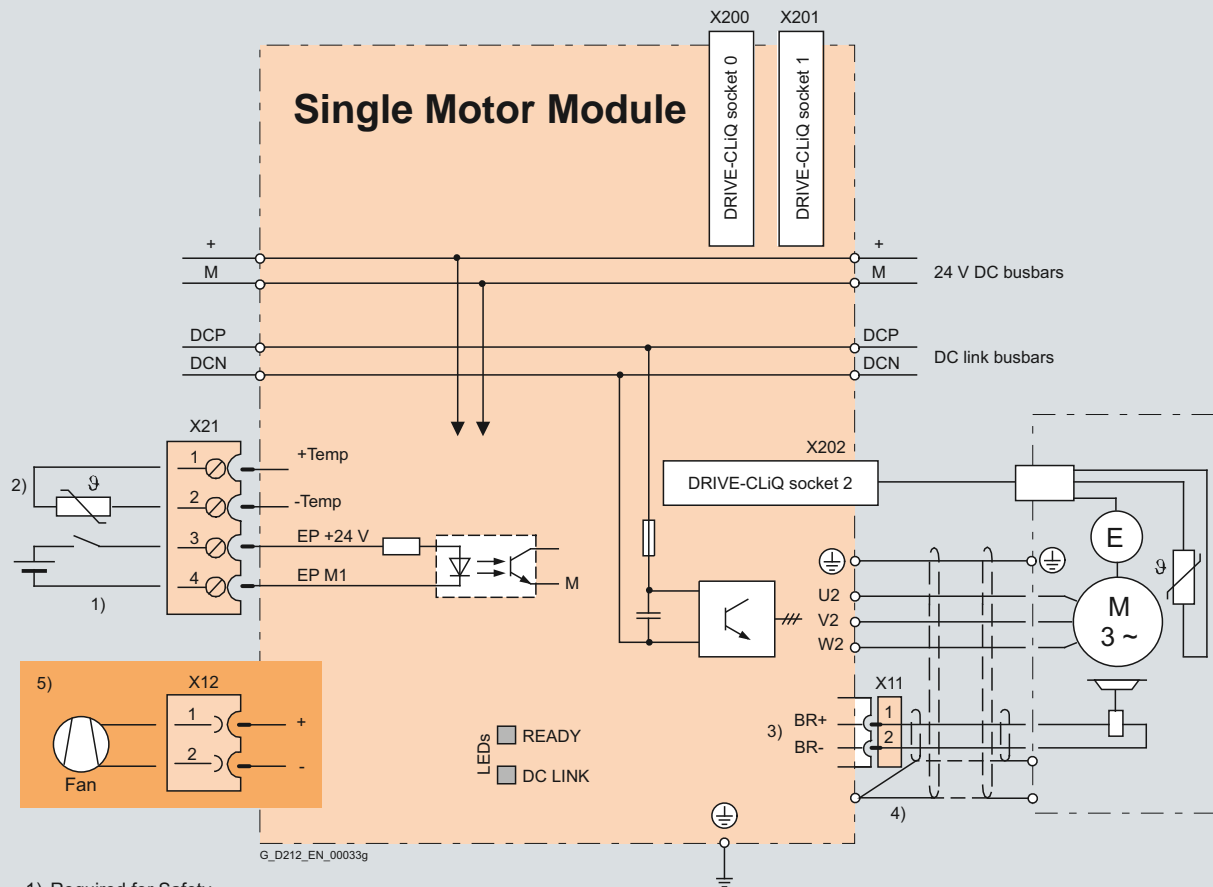 X200
X201
DRIVE-CLiQ socket 0
DRIVE-CLiQ socket 1
Single Motor Module
+
+
M
M
24 V DC busbars
DCP
DCP
DCN
DCN
DC link busbars
X21
X202
1
+Temp
DRIVE-CLiQ socket 2
2)
ϑ
2
-Temp
3
EP +24 V
E
ϑ
4
EP M1
M
1)
U2
V2
W2
M
3 ~
5)
X12
X11
1
+
3)
BR+
1
2
-
BR-
2
Fan
LEDs
READY
DC LINK
4)
G_D212_EN_00033g